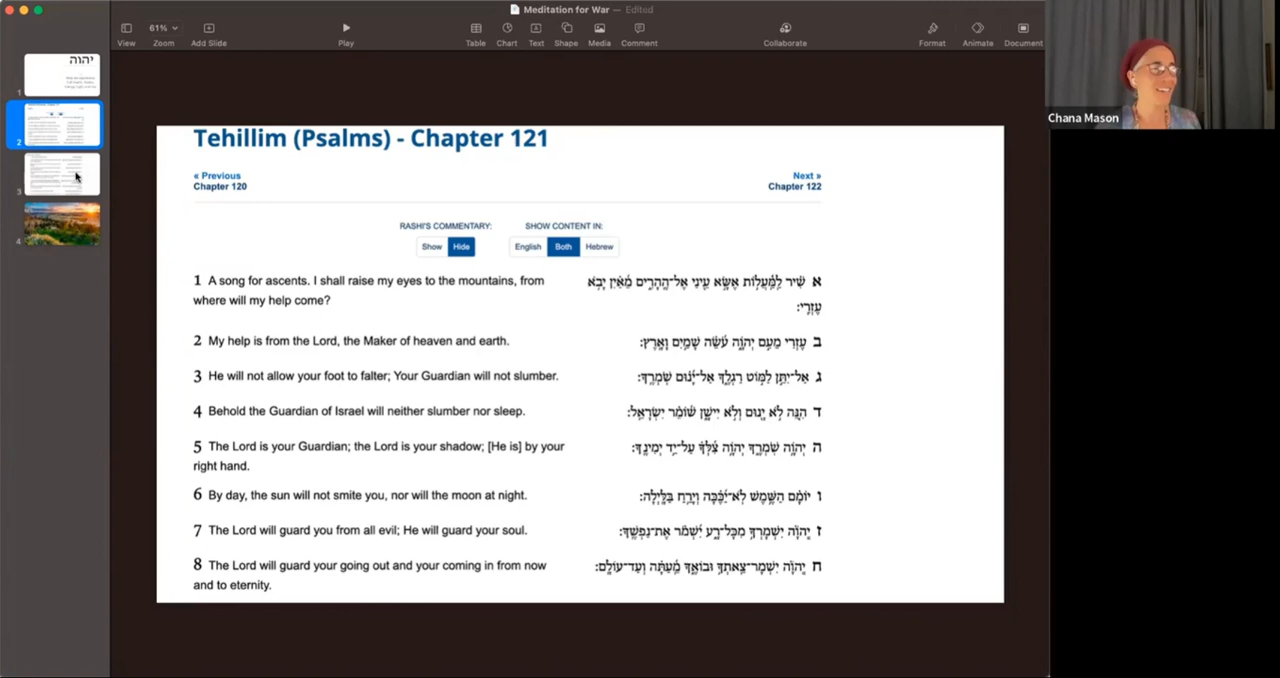 Meditation for War — Edited
61%
View Zoom Add Slide Play Table Chart Text Shape Media Comment Collaborate Format Animate Document
Chana Mason
יהוה
1
2
3
4
Tehillim (Psalms) - Chapter 121
« Previous
Chapter 120
Next »
Chapter 122
RASHI'S COMMENTARY: SHOW CONTENT IN:
Show Hide English Both Hebrew
1 A song for ascents. I shall raise my eyes to the mountains, from
where will my help come?
א שִׁ֗יר לַֽמַּ֫עֲל֥וֹת אֶשָּׂ֣א עֵ֖ינַי אֶל־הֶהָרִ֑ים מֵ֜אַ֗יִן יָבֹ֥א
עֶזְרִֽי:
2 My help is from the Lord, the Maker of heaven and earth.
ב עֶ֖זְרִי מֵעִ֣ם יְהֹוָ֑ה עֹ֜שֵׂ֗ה שָׁמַ֥יִם וָאָֽרֶץ:
3 He will not allow your foot to falter; Your Guardian will not slumber.
ג אַל־יִתֵּ֣ן לַמּ֣וֹט רַגְלֶ֑ךָ אַל־יָ֜נ֗וּם שֹֽׁמְרֶֽךָ:
4 Behold the Guardian of Israel will neither slumber nor sleep.
ד הִנֵּ֣ה לֹ֣א יָ֖נוּם וְלֹ֣א יִישָׁ֑ן שׁ֜וֹמֵ֗ר יִשְׂרָאֵֽל:
5 The Lord is your Guardian; the Lord is your shadow; [He is] by your
right hand.
ה יְהֹוָ֥ה שֹֽׁמְרֶ֑ךָ יְהֹוָ֥ה צִ֜לְּךָ֗ עַל־יַ֥ד יְמִינֶֽךָ:
6 By day, the sun will not smite you, nor will the moon at night.
ו יוֹמָ֗ם הַשֶּׁ֥מֶשׁ לֹֽא־יַ֜כֶּ֗כָּה וְיָרֵ֥חַ בַּלָּֽיְלָה:
7 The Lord will guard you from all evil; He will guard your soul.
ז יְֽהֹוָ֗ה יִשְׁמָרְךָ֥ מִכָּל־רָ֑ע יִ֜שְׁמֹ֗ר אֶת־נַפְשֶֽׁךָ:
8 The Lord will guard your going out and your coming in from now
and to eternity.
ח יְֽהֹוָ֗ה יִשְׁמָר־צֵֽאתְךָ֥ וּבוֹאֶ֑ךָ מֵ֜עַתָּ֗ה וְעַד־עוֹלָֽם: